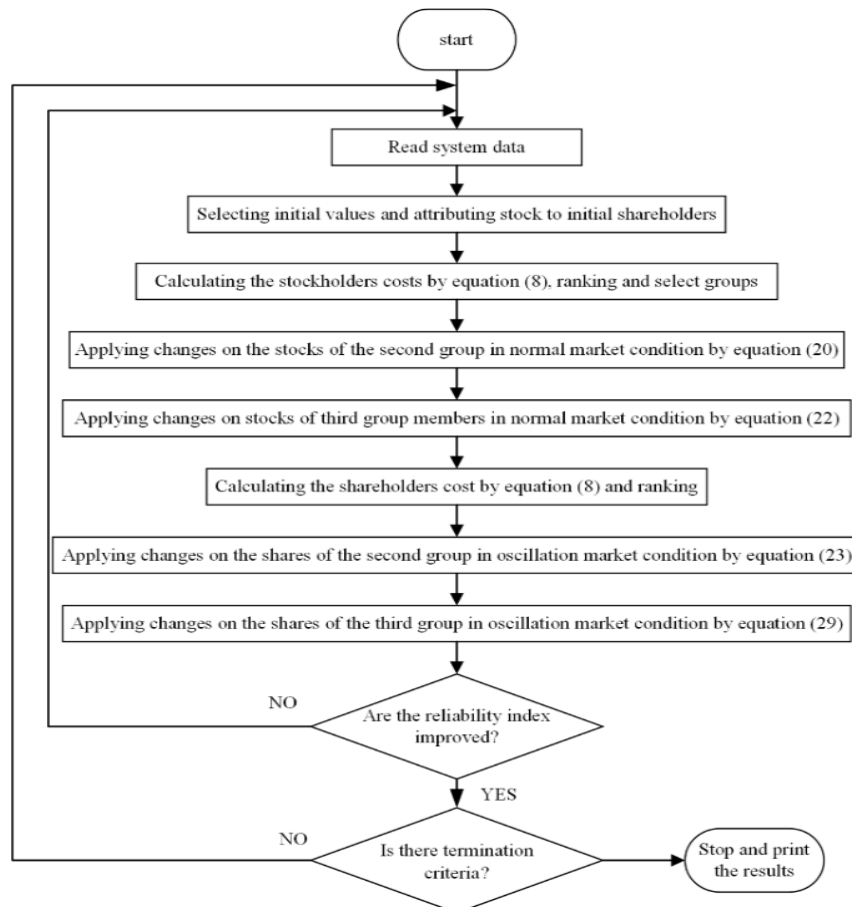 start
Read system data
Selecting initial values and attributing stock to initial shareholders
Calculating the stockholders costs by equation (8), ranking and select groups
Applying changes on the stocks of the second group in normal market condition by equation (20)
Applying changes on stocks of third group members in normal market condition by equation (22)
Calculating the shareholders cost by equation (8) and ranking
Applying changes on the shares of the second group in oscillation market condition by equation (23)
Applying changes on the shares of the third group in oscillation market condition by equation (29)
NO
Are the reliability index
improved?
YES
NO
Is there termination
criteria?
Stop and print
the results